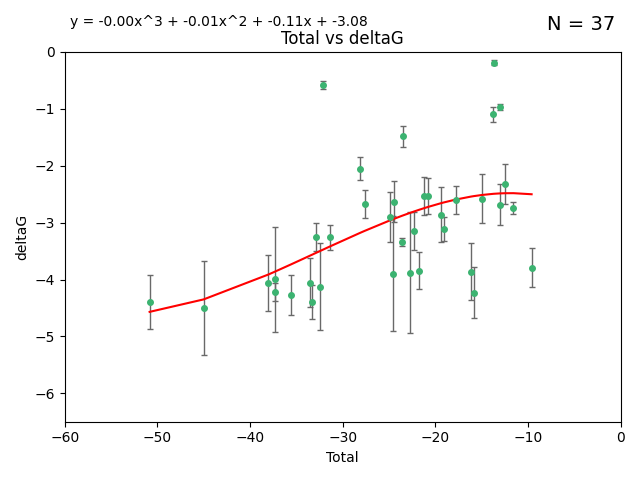 y = -0.00x^3 + -0.01x^2 + -0.11x + -3.08
N = 37
Total vs deltaG
0
−1
−2
−3
−4
−5
−6
deltaG
−60 −50 −40 −30 −20 −10 0
Total